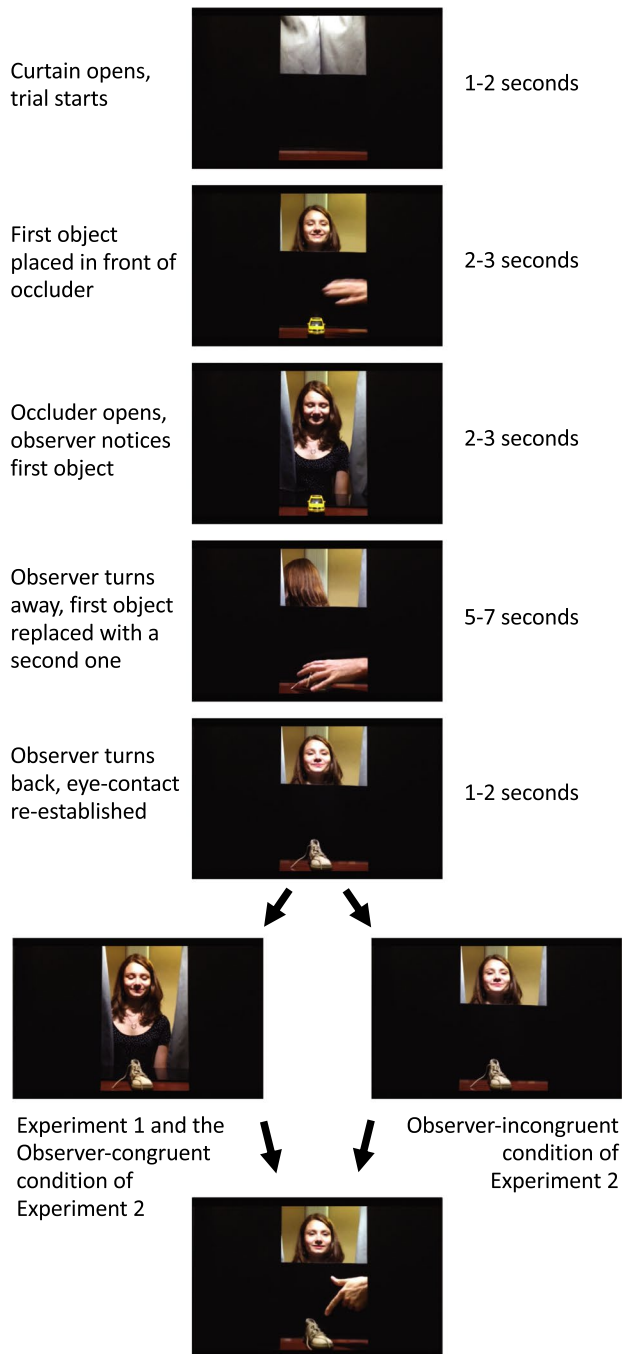 Curtain opens,
trial starts
1-2 seconds
First object
placed in front of
occluder
2-3 seconds
Occluder opens,
observer notices
first object
2-3 seconds
Observer turns
away, first object
replaced with a
second one
5-7 seconds
Observer turns
back, eye-contact
re-established
1-2 seconds
Experiment 1 and the
Observer-congruent
condition of
Experiment 2
Observer-incongruent
condition of
Experiment 2